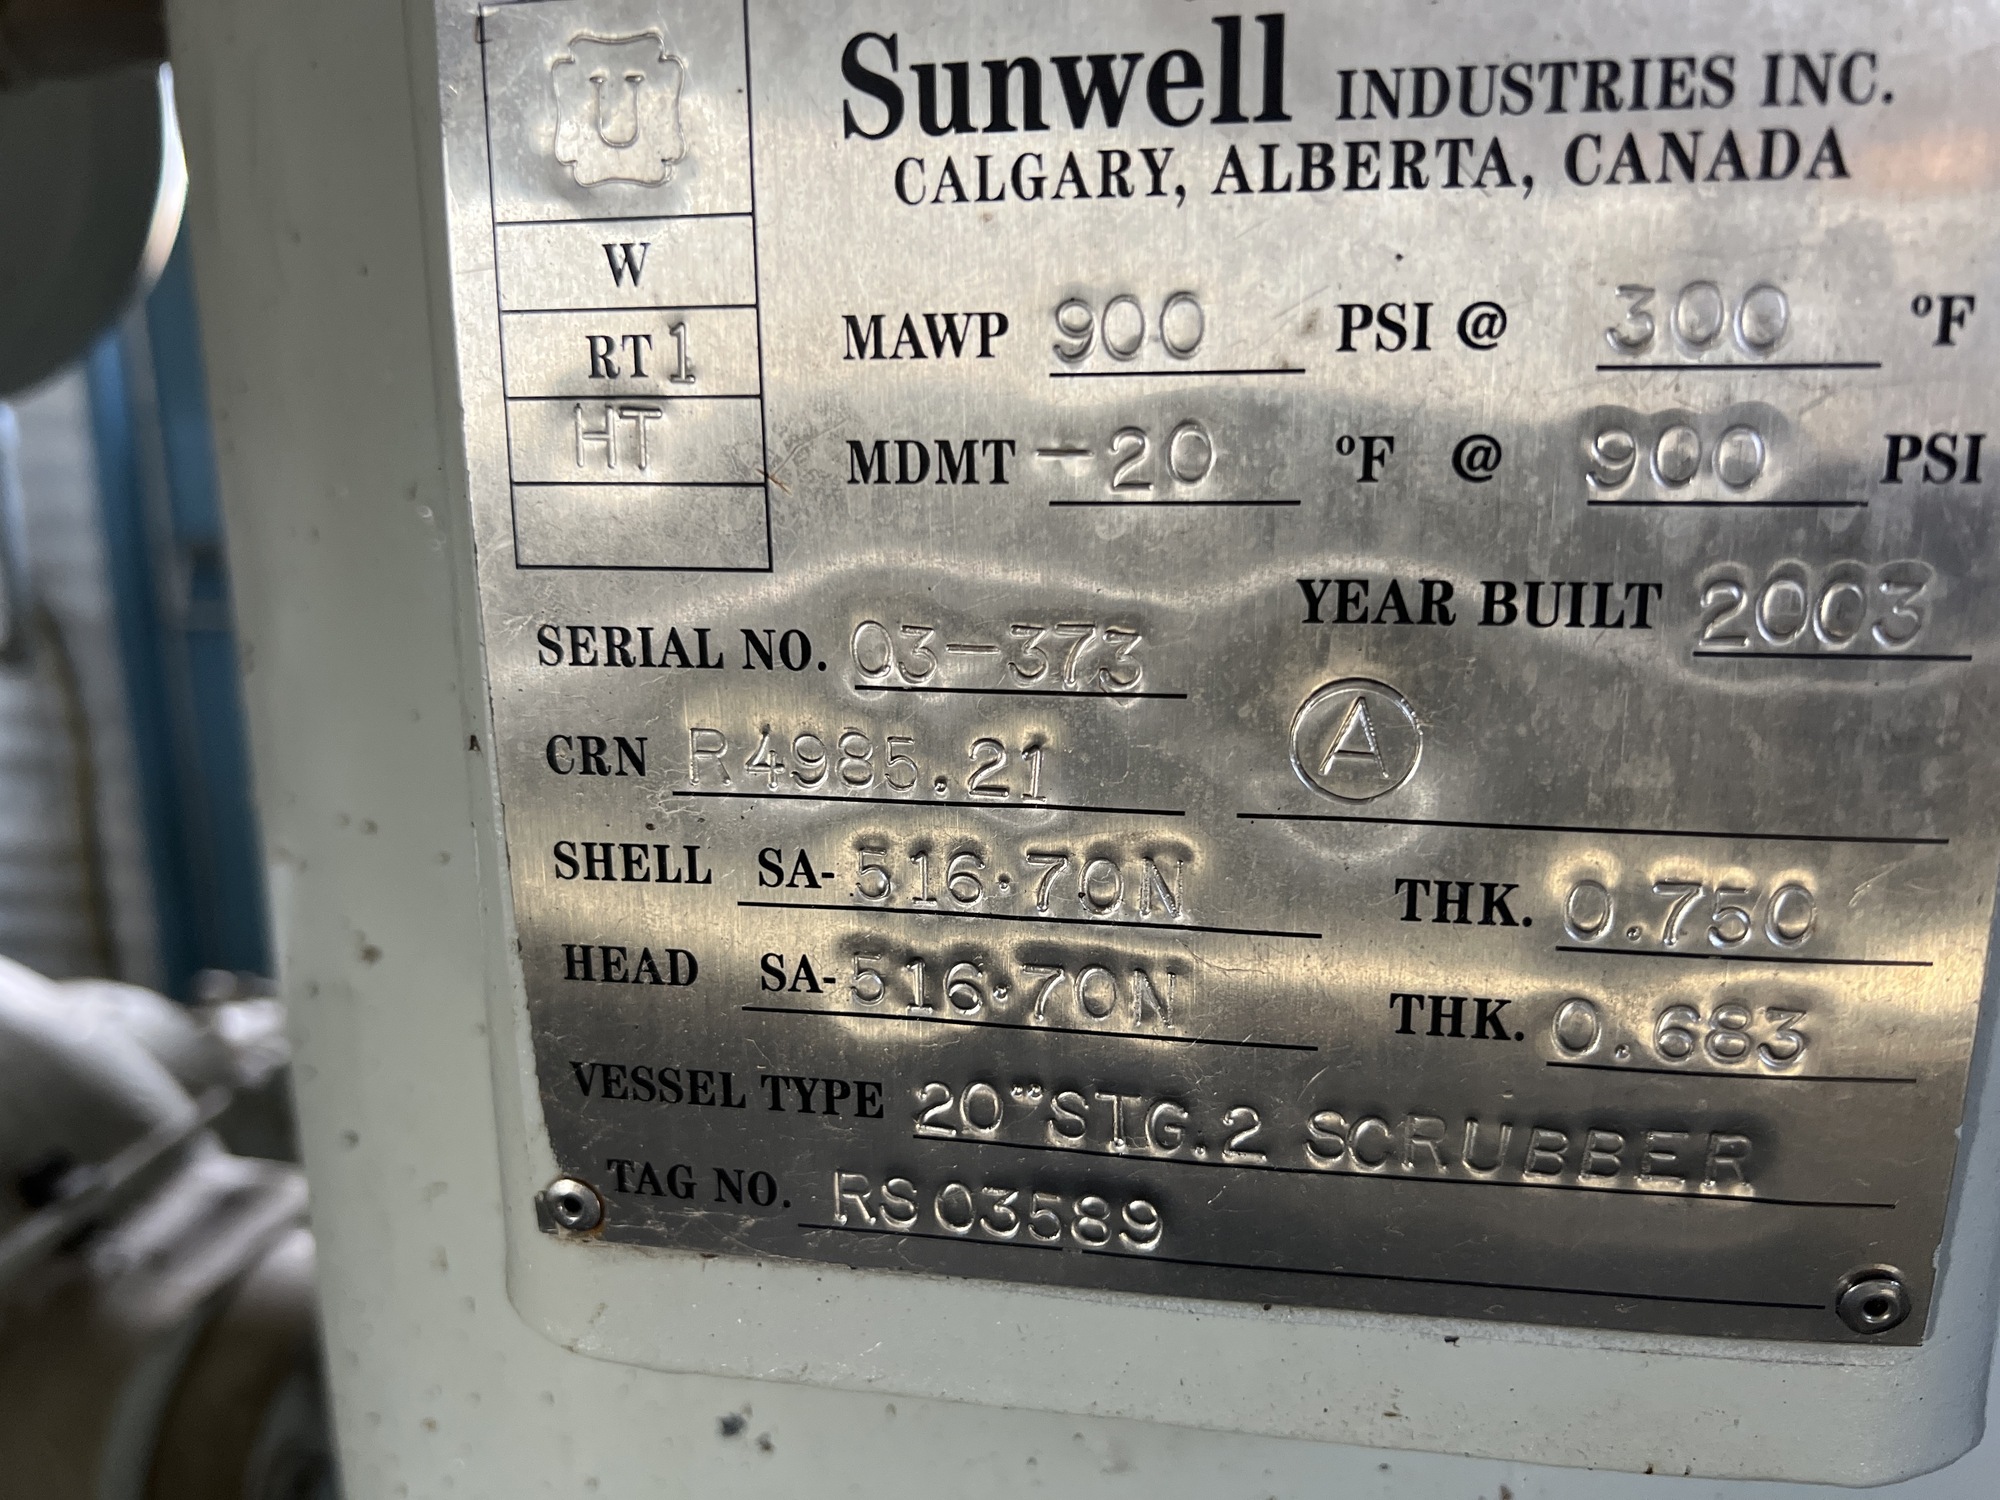 U
Sunwell INDUSTRIES INC.
CALGARY, ALBERTA, CANADA
W
RT 1
HT
MAWP 900 PSI @ 300 °F
MDMT -20 °F @ 900 PSI
YEAR BUILT 2003
SERIAL NO. 03-373
CRN R4985.21
A
SHELL SA-516·70N THK. 0.750
HEAD SA-516·70N THK. 0.683
VESSEL TYPE 20" STG.2 SCRUBBER
TAG NO. RS03589